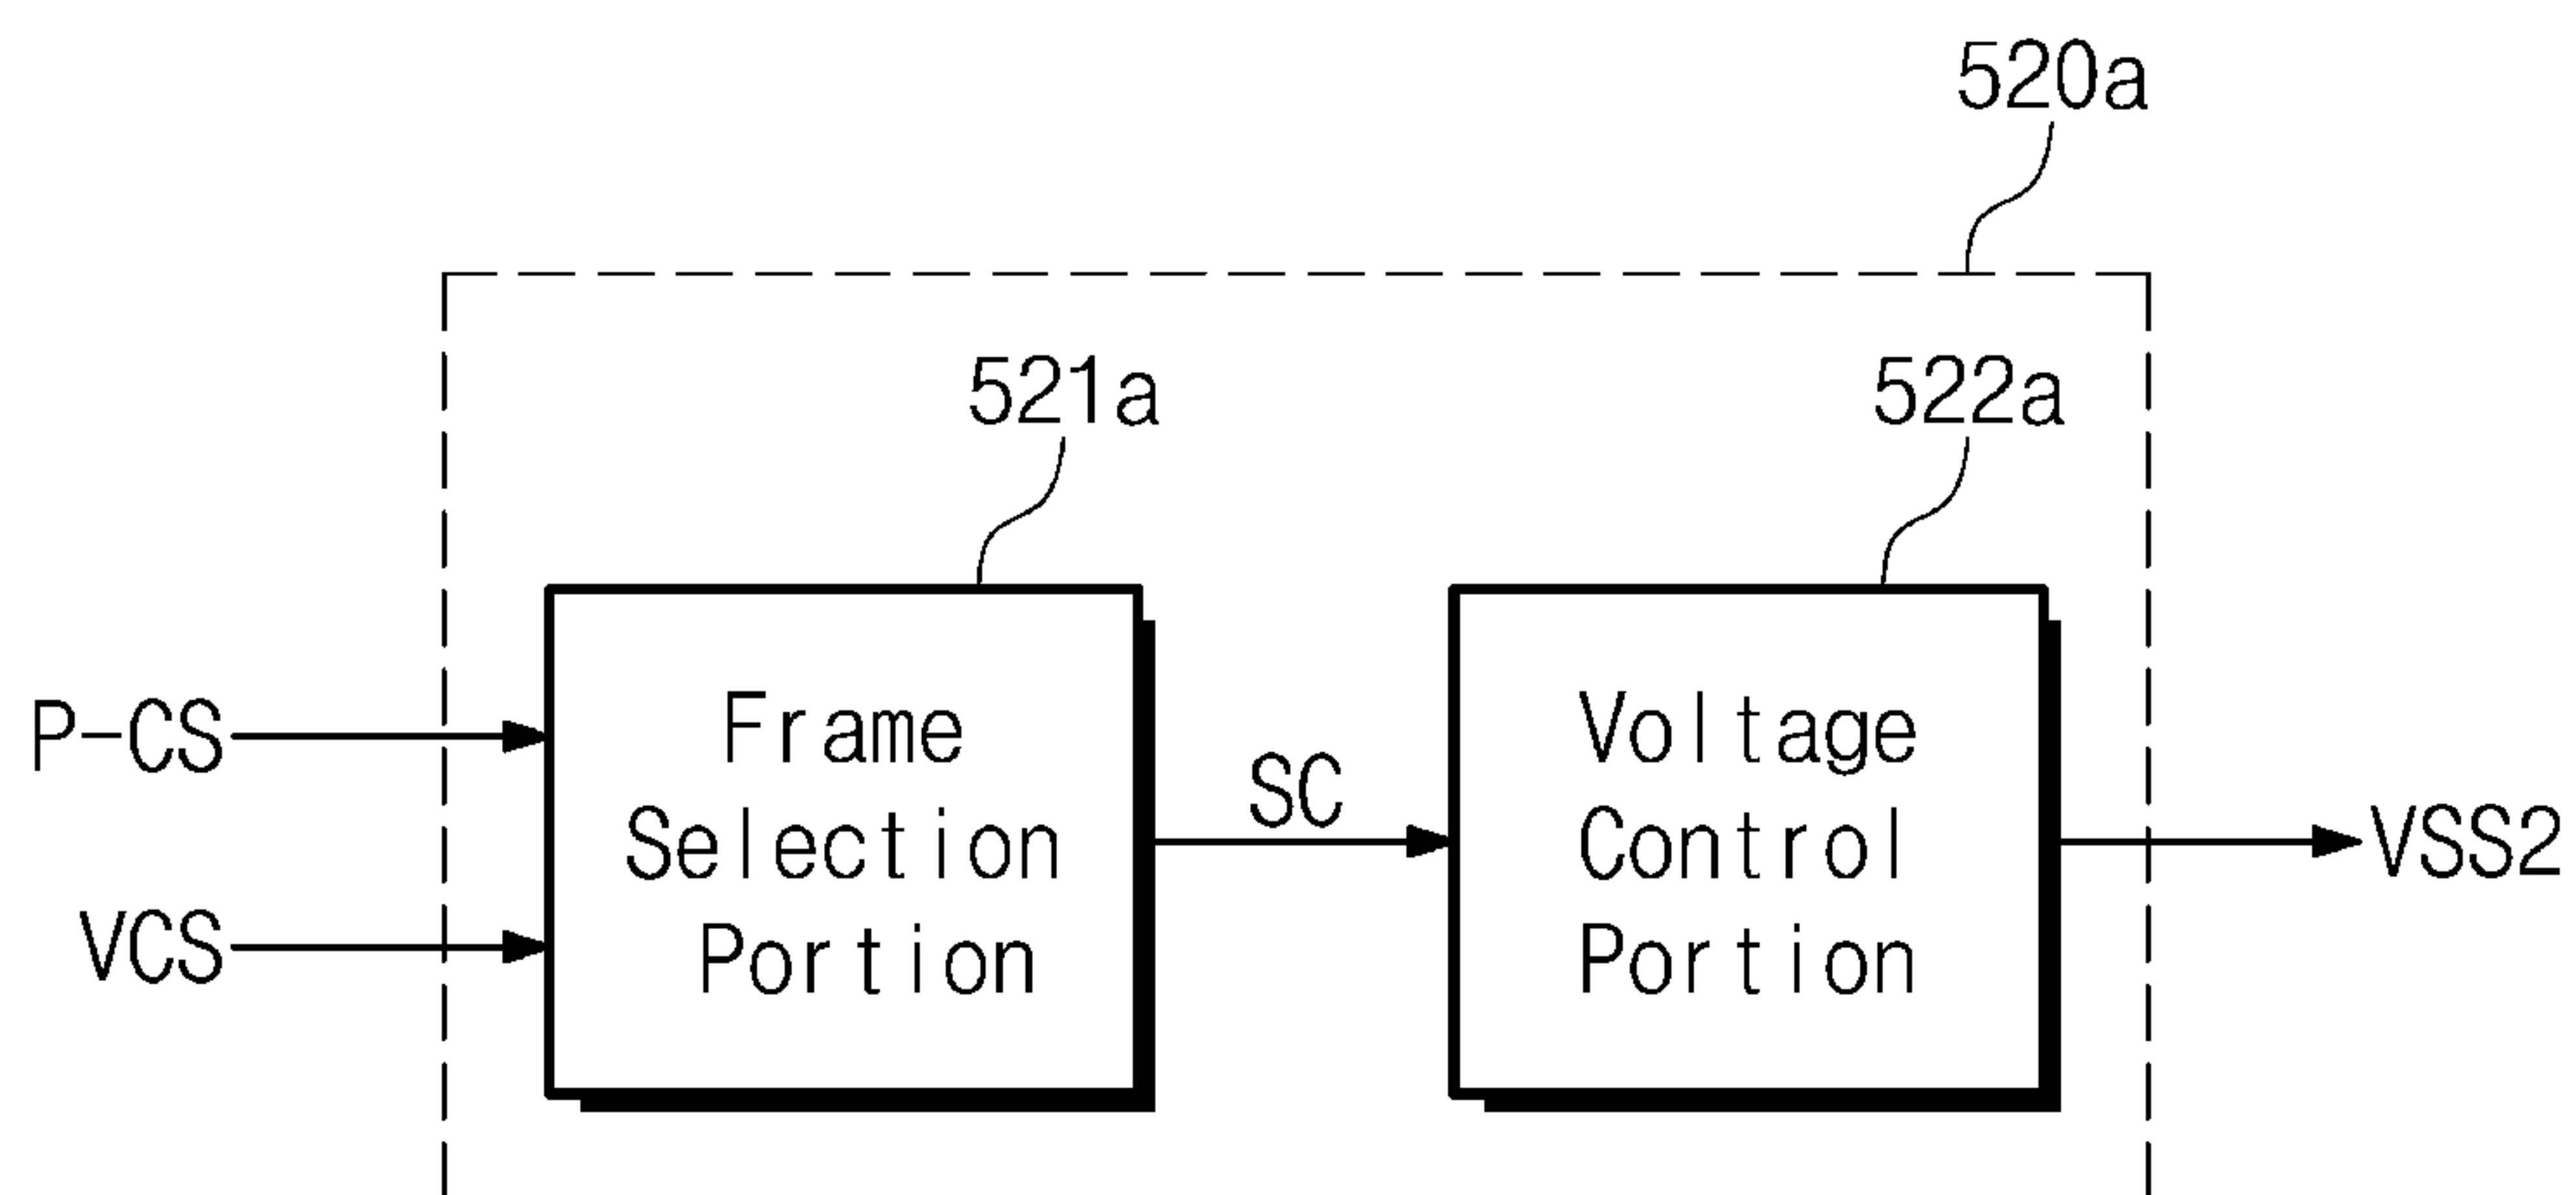 520a
521a
522a
P-CS
VCS
Frame
Selection
Portion
SC
Voltage
Control
Portion
VSS2